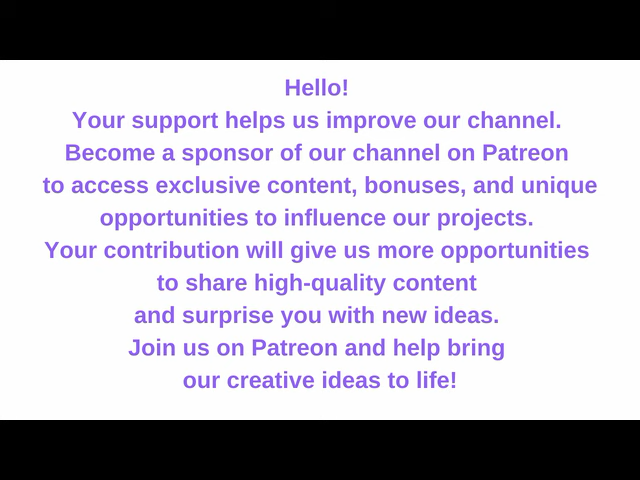 Hello!
Your support helps us improve our channel.
Become a sponsor of our channel on Patreon
to access exclusive content, bonuses, and unique
opportunities to influence our projects.
Your contribution will give us more opportunities
to share high-quality content
and surprise you with new ideas.
Join us on Patreon and help bring
our creative ideas to life!